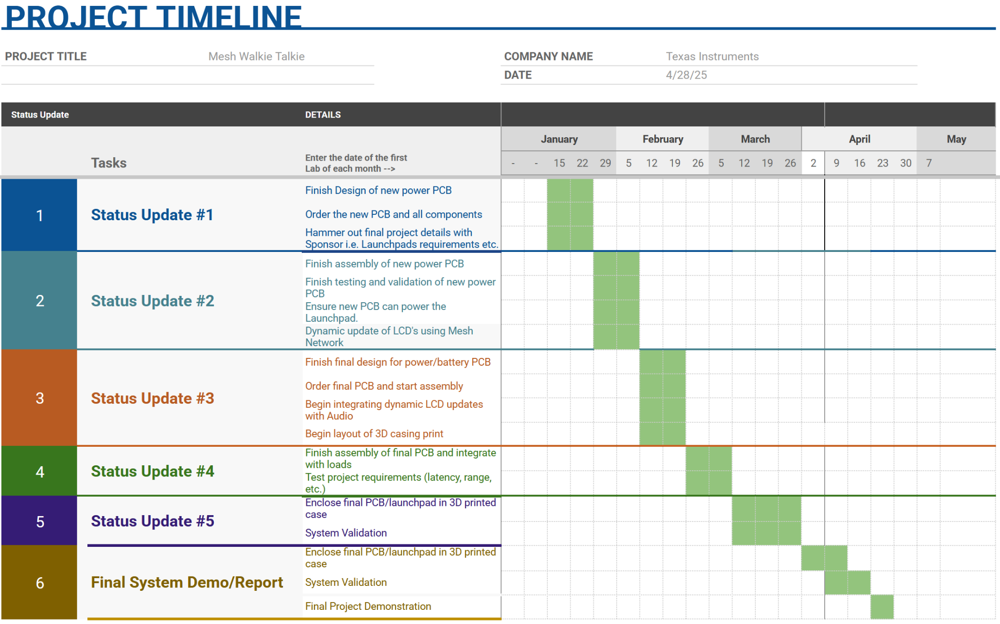 PROJECT TIMELINE
PROJECT TITLE Mesh Walkie Talkie
COMPANY NAME Texas Instruments
DATE 4/28/25
Status Update DETAILS
January February March April May
Tasks
Enter the date of the first
Lab of each month -->
- - 15 22 29 5 12 19 26 5 12 19 26 2 9 16 23 30 7
1
Status Update #1
Finish Design of new power PCB
Order the new PCB and all components
Hammer out final project details with
Sponsor i.e. Launchpads requirements etc.
2
Status Update #2
Finish assembly of new power PCB
Finish testing and validation of new power
PCB
Ensure new PCB can power the
Launchpad.
Dynamic update of LCD's using Mesh
Network
3
Status Update #3
Finish final design for power/battery PCB
Order final PCB and start assembly
Begin integrating dynamic LCD updates
with Audio
Begin layout of 3D casing print
4
Status Update #4
Finish assembly of final PCB and integrate
with loads
Test project requirements (latency, range,
etc.)
5
Status Update #5
Enclose final PCB/launchpad in 3D printed
case
System Validation
6
Final System Demo/Report
Enclose final PCB/launchpad in 3D printed
case
System Validation
Final Project Demonstration